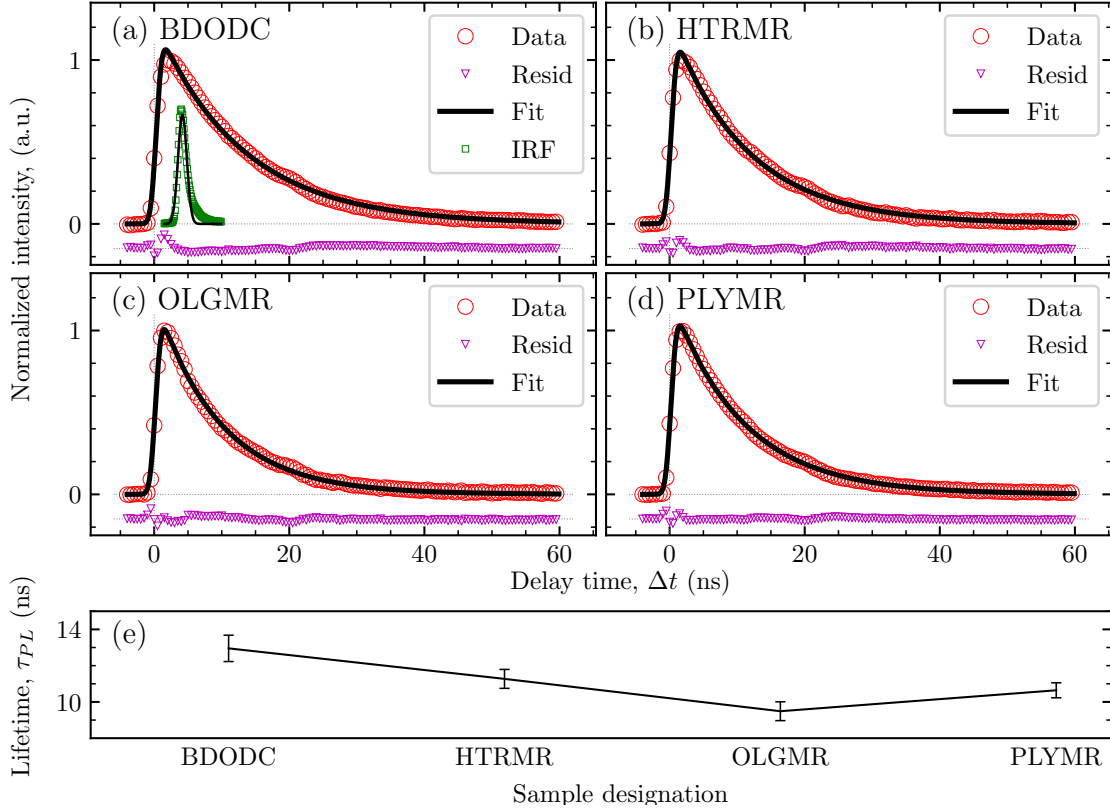 (a) BDODC
Data
Resid
Fit
IRF
(b) HTRMR
Data
Resid
Fit
1
0
(c) OLGMR
Data
Resid
Fit
(d) PLYMR
Data
Resid
Fit
1
0
0 20 40 60
0 20 40 60
Normalized intensity, (a.u.)
Delay time, Δt (ns)
(e)
14
10
Lifetime, τPL (ns)
BDODC HTRMR OLGMR PLYMR
Sample designation